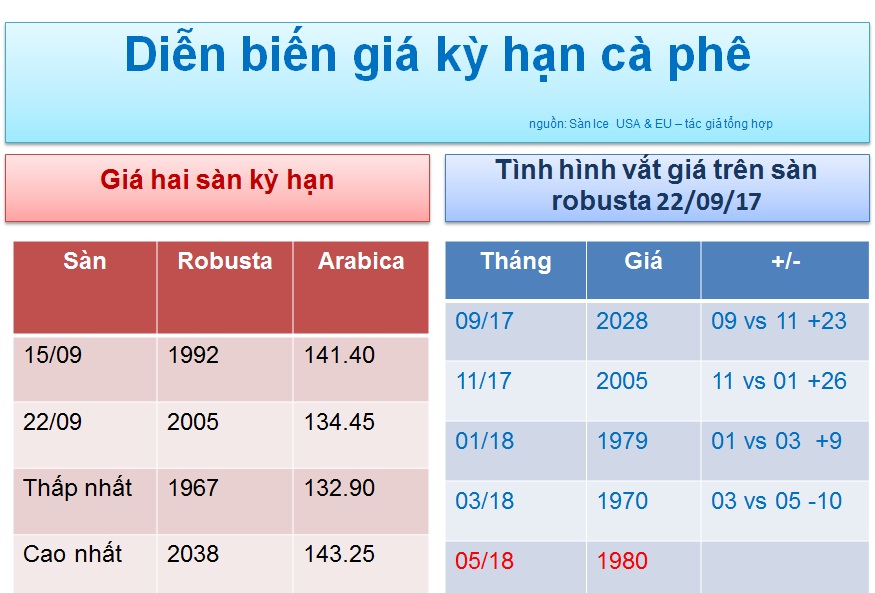 Diễn biến giá kỳ hạn cà phê
nguồn: Sàn Ice USA & EU – tác giả tổng hợp
Giá hai sàn kỳ hạn
Sàn Robusta Arabica
15/09 1992 141.40
22/09 2005 134.45
Thấp nhất 1967 132.90
Cao nhất 2038 143.25
Tình hình vắt giá trên sàn
robusta 22/09/17
Tháng Giá +/-
09/17 2028 09 vs 11 +23
11/17 2005 11 vs 01 +26
01/18 1979 01 vs 03 +9
03/18 1970 03 vs 05 -10
05/18 1980